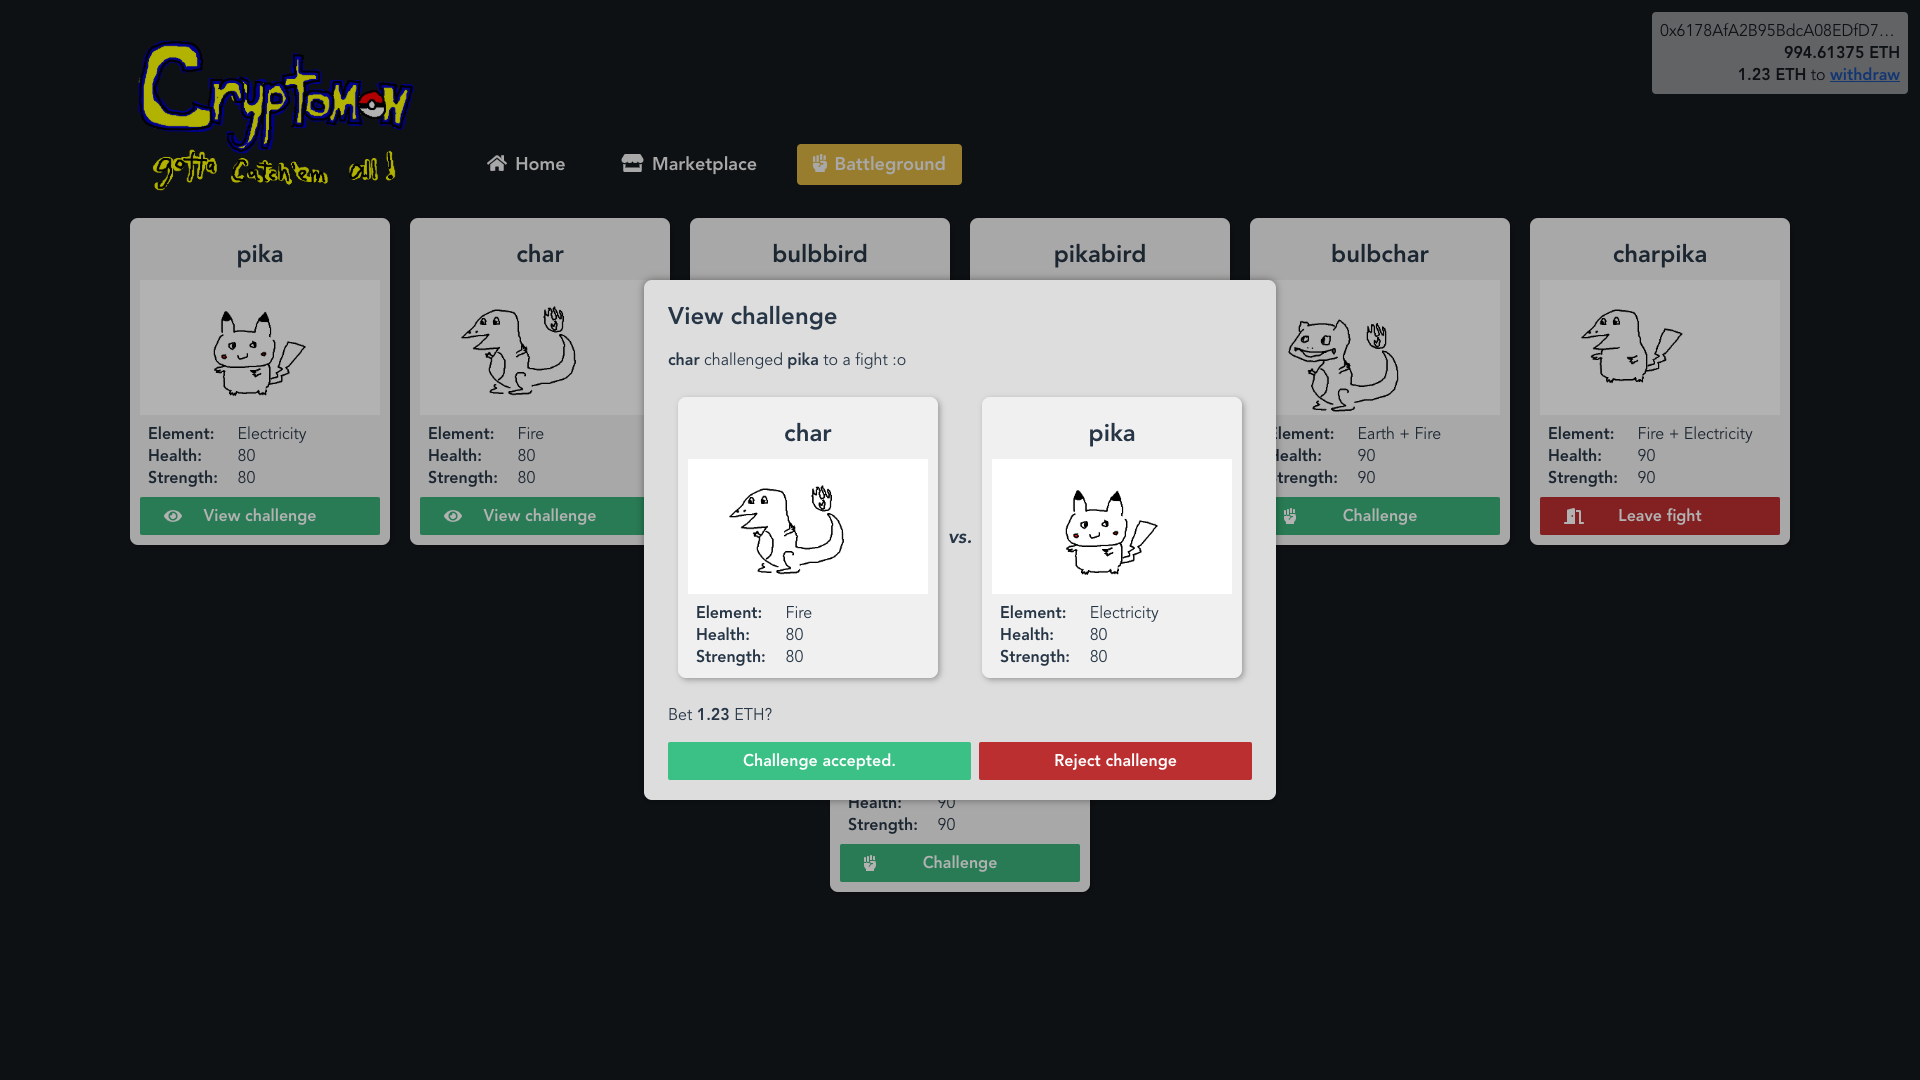 0x6178AfA2B95BdcA08EDfD7...
994.61375 ETH
1.23 ETH to withdraw
Cryptomon
gotta Catch'em all!
Home
Marketplace
Battleground
pika
Element: Electricity
Health: 80
Strength: 80
View challenge
char
Element: Fire
Health: 80
Strength: 80
View challenge
bulbbird
pikabird
bulbchar
Element: Earth + Fire
Health: 90
Strength: 90
Challenge
charpika
Element: Fire + Electricity
Health: 90
Strength: 90
Leave fight
View challenge
char challenged pika to a fight :o
char
Element: Fire
Health: 80
Strength: 80
vs.
pika
Element: Electricity
Health: 80
Strength: 80
Bet 1.23 ETH?
Challenge accepted.
Reject challenge
Health: 90
Strength: 90
Challenge